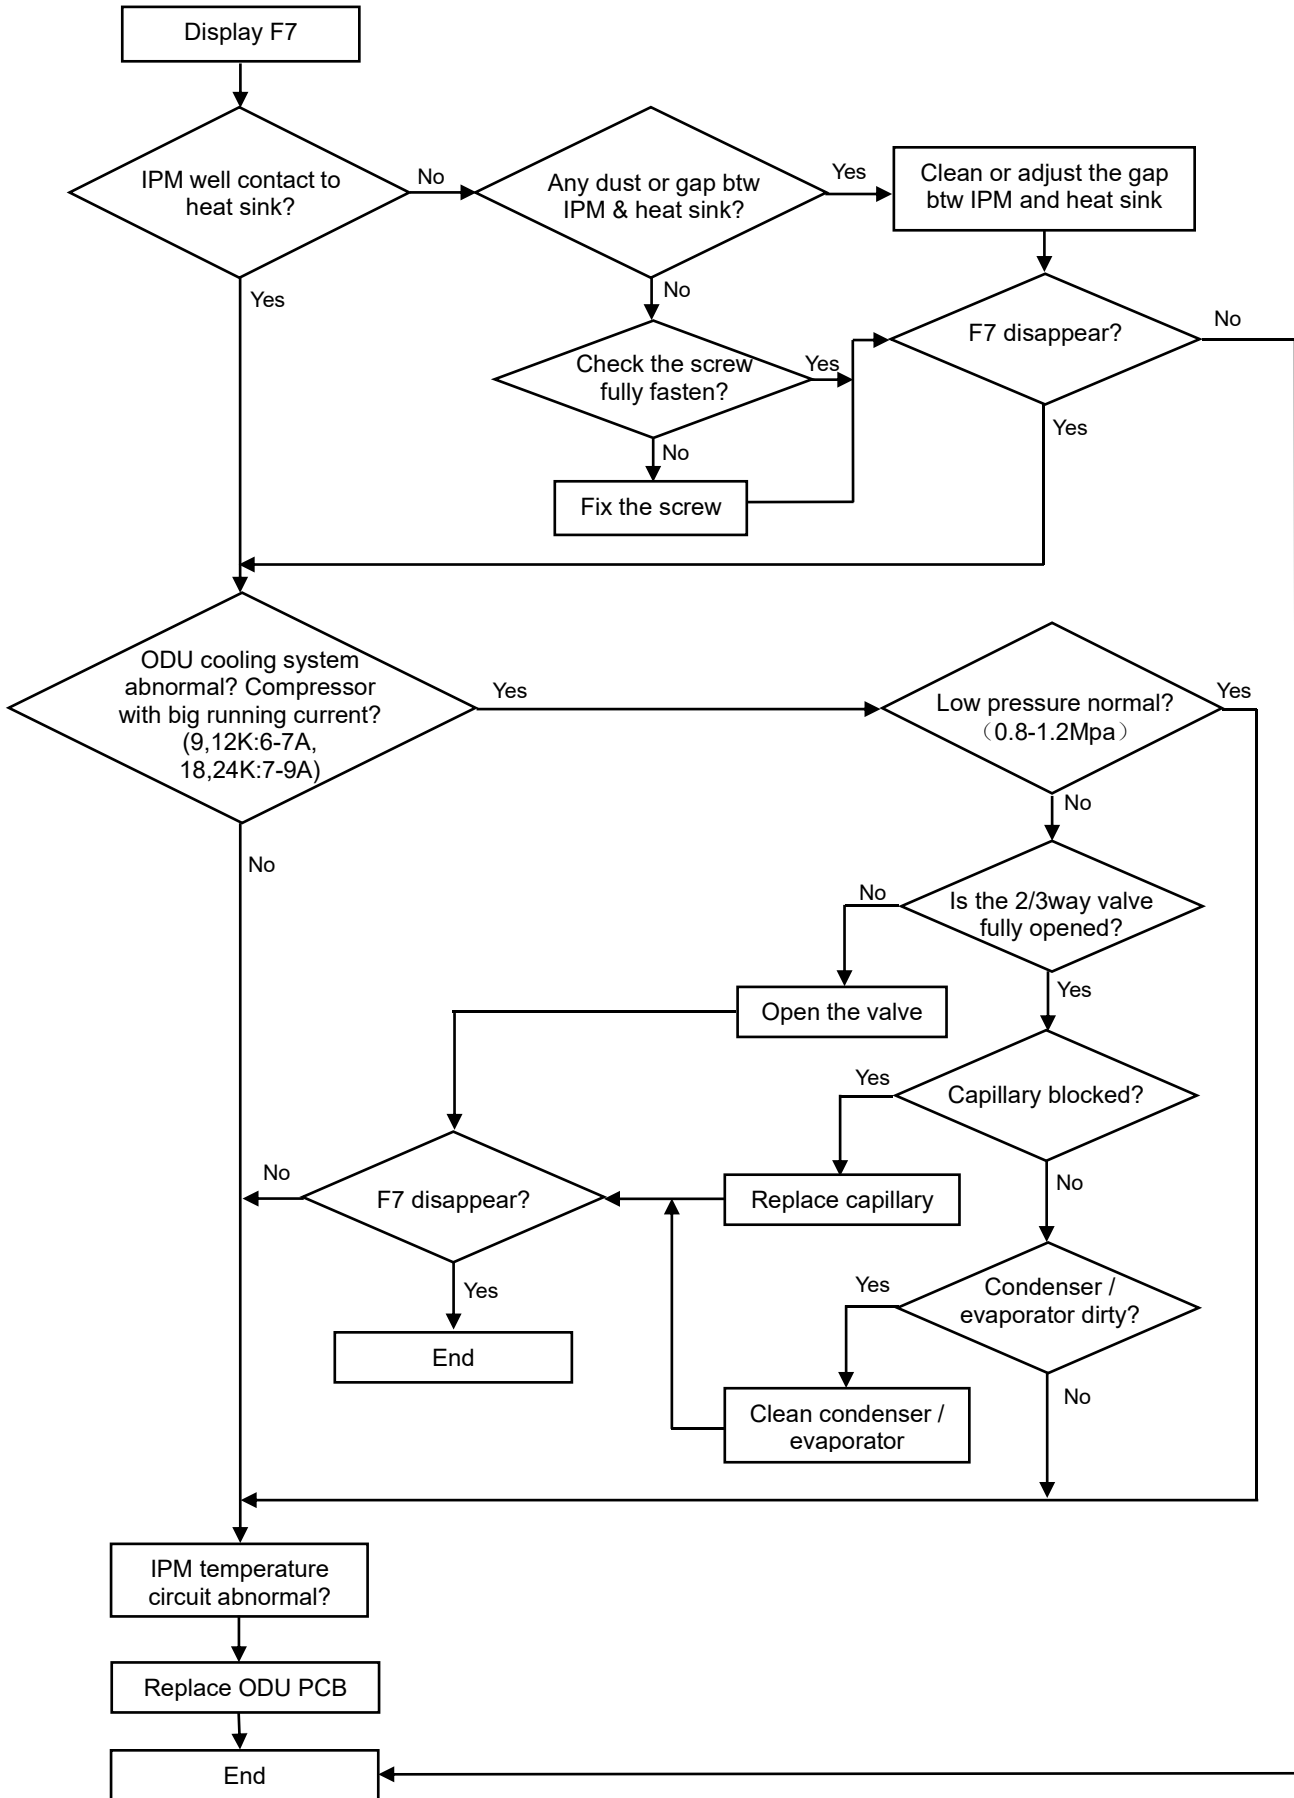 Display F7
IPM well contact to
heat sink?
No
Any dust or gap btw
IPM & heat sink?
Yes
Clean or adjust the gap
btw IPM and heat sink
Yes
No
Check the screw
fully fasten?
Yes
F7 disappear?
No
No
Fix the screw
Yes
ODU cooling system
abnormal? Compressor
with big running current?
(9,12K:6-7A,
18,24K:7-9A)
Yes
Low pressure normal?
（0.8-1.2Mpa）
Yes
No
No
Is the 2/3way valve
fully opened?
No
Open the valve
Yes
Capillary blocked?
Yes
Replace capillary
No
F7 disappear?
No
Yes
End
Condenser /
evaporator dirty?
Yes
Clean condenser /
evaporator
No
IPM temperature
circuit abnormal?
Replace ODU PCB
End